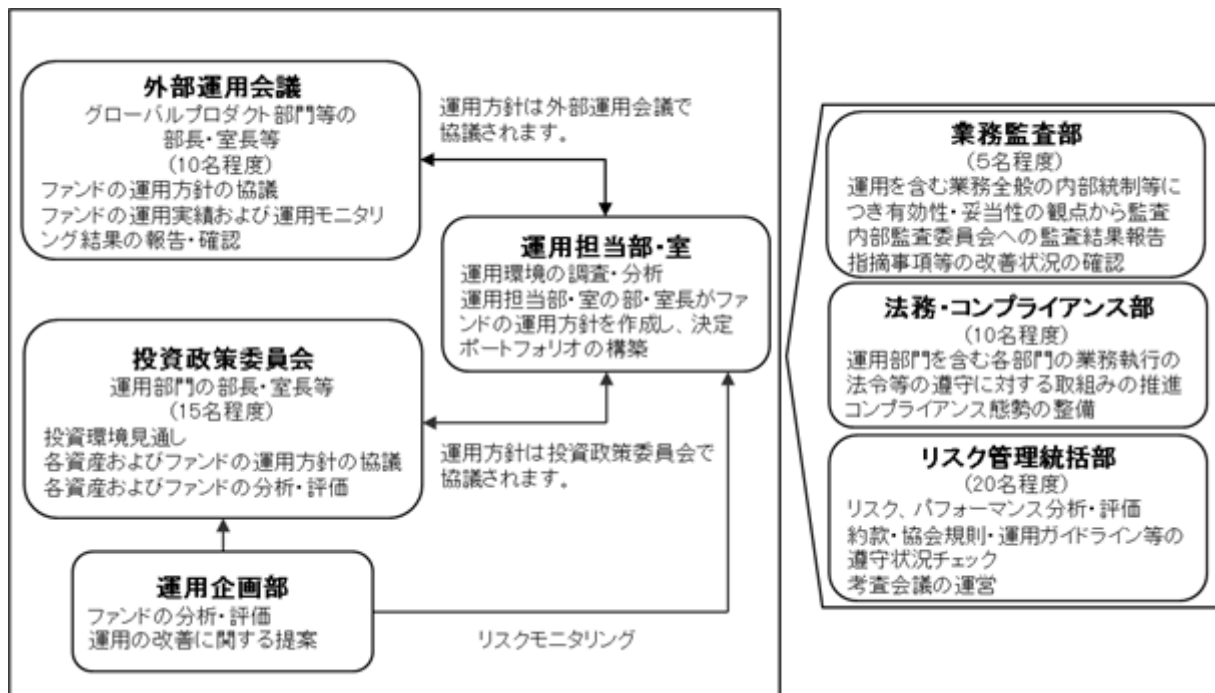 外部運用会議
グローバルプロダクト部門等の
部長・室長等
(10名程度)
ファンドの運用方針の協議
ファンドの運用実績および運用モニタリ
ング結果の報告・確認
運用方針は外部運用会議で
協議されます。
運用担当部・室
運用環境の調査・分析
運用担当部・室の部・室長がファ
ンドの運用方針を作成し、決定
ポートフォリオの構築
投資政策委員会
運用部門の部長・室長等
(15名程度)
投資環境見通し
各資産およびファンドの運用方針の協議
各資産およびファンドの分析・評価
運用方針は投資政策委員会で
協議されます。
運用企画部
ファンドの分析・評価
運用の改善に関する提案
リスクモニタリング
業務監査部
(5名程度)
運用を含む業務全般の内部統制等に
つき有効性・妥当性の観点から監査
内部監査委員会への監査結果報告
指摘事項等の改善状況の確認
法務・コンプライアンス部
(10名程度)
運用部門を含む各部門の業務執行の
法令等の遵守に対する取組みの推進
コンプライアンス態勢の整備
リスク管理統括部
(20名程度)
リスク、パフォーマンス分析・評価
約款・協会規則・運用ガイドライン等の
遵守状況チェック
考査会議の運営